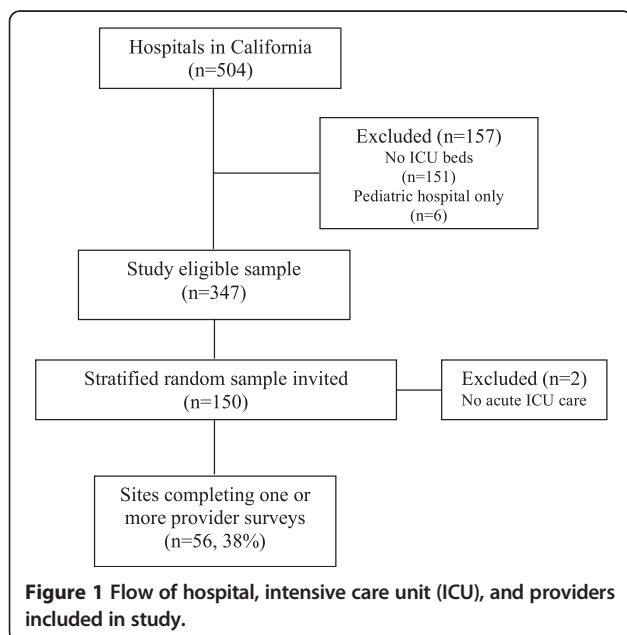 Hospitals in California
(n=504)
Excluded (n=157)
No ICU beds
(n=151)
Pediatric hospital only
(n=6)
Study eligible sample
(n=347)
Stratified random sample invited
(n=150)
Excluded (n=2)
No acute ICU care
Sites completing one or
more provider surveys
(n=56, 38%)
Figure 1 Flow of hospital, intensive care unit (ICU), and providers
included in study.